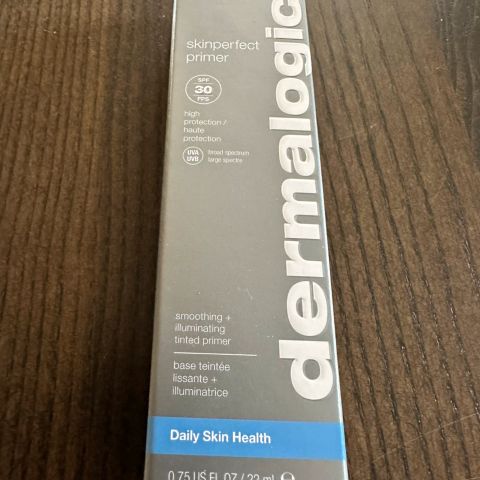 skinperfect
primer
SPF
30
FPS
high
protection/
haute
protection
UVA
UVB
broad spectrum
large spectre
dermalogic
smoothing +
illuminating
tinted primer
base teintée
lissante +
illuminatrice
Daily Skin Health
0.75 US FL OZ / 22 ml e